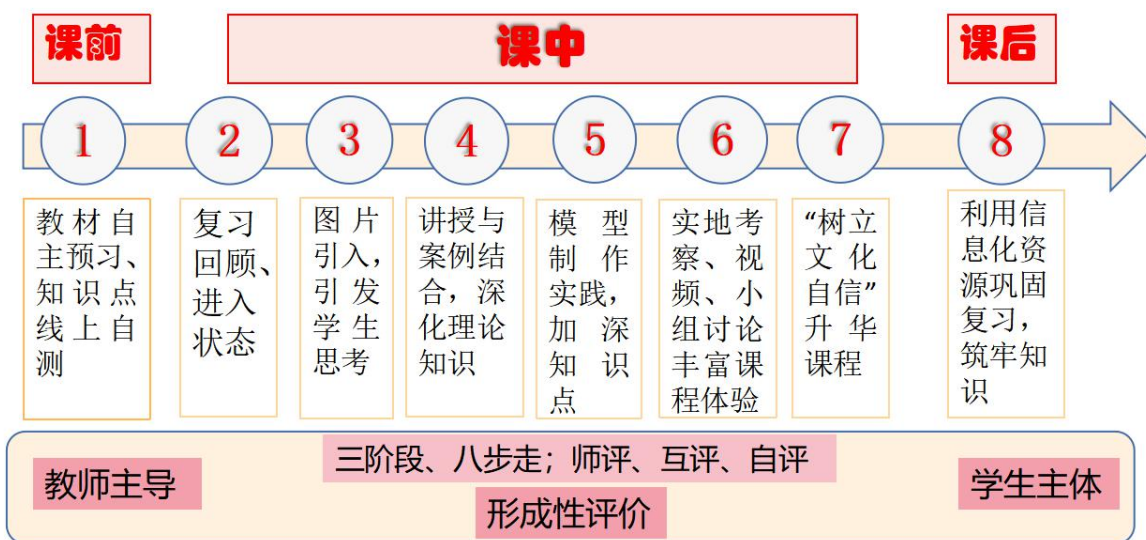 课前
课中
课后
1
2
3
4
5
6
7
8
教材自
主预习、
知识点
线上自
测
复习
回顾、
进入
状态
图片
引入，
引发
学生
思考
讲授与
案例结
合，深
化理论
知识
模型
制作
实践，
加深
知识
点
实地考
察、视
频、小
组讨论
丰富课
程体验
“树立
文化
自信”
升华
课程
利用信
息化资
源巩固
复习，
筑牢知
识
教师主导
三阶段、八步走；师评、互评、自评
形成性评价
学生主体